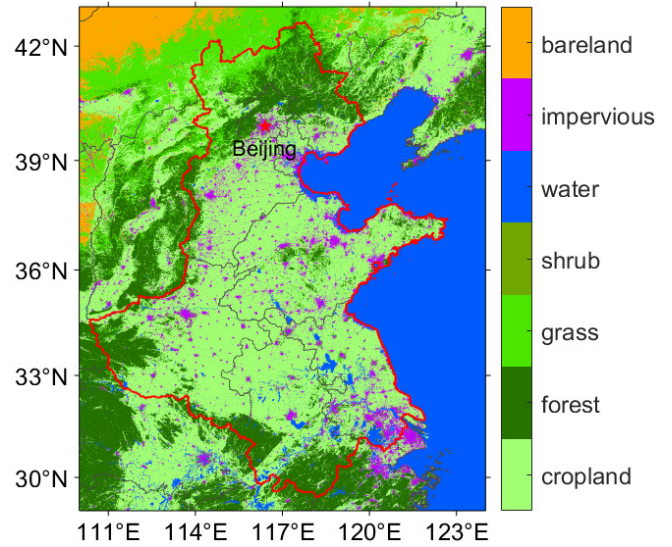 42°N
39°N
36°N
33°N
30°N
111°E 114°E 117°E 120°E 123°E
Beijing
bareland
impervious
water
shrub
grass
forest
cropland